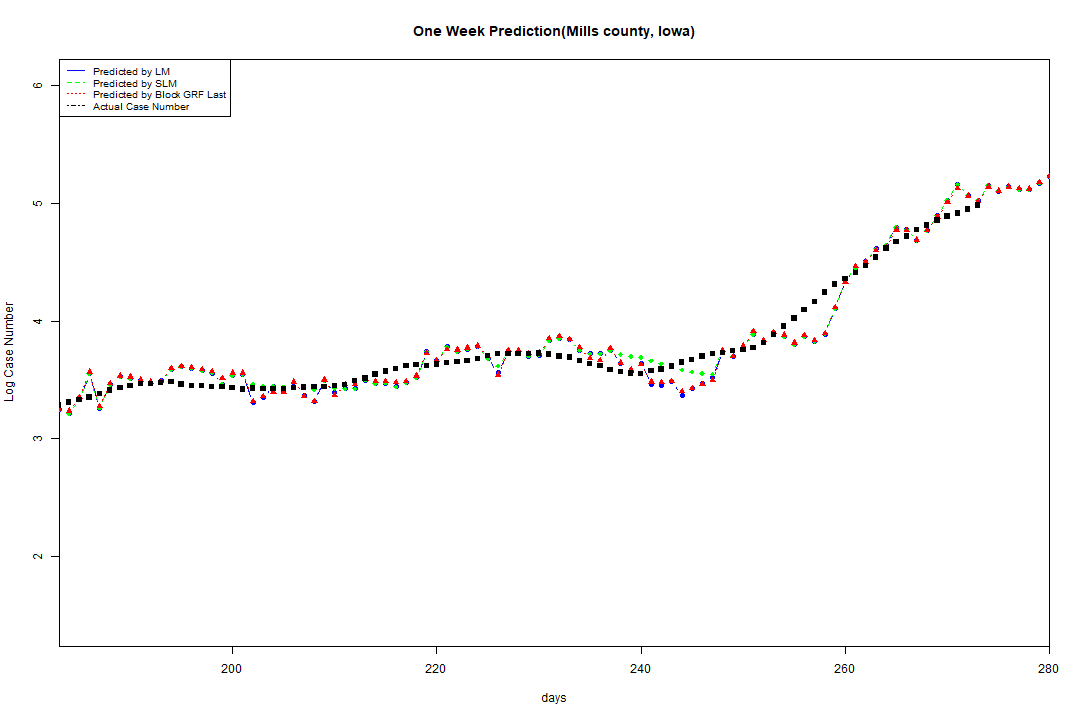 One Week Prediction(Mills county, Iowa)
Predicted by LM
Predicted by SLM
Predicted by Block GRF Last
Actual Case Number
6
5
4
3
2
Log Case Number
200
220
240
260
280
days